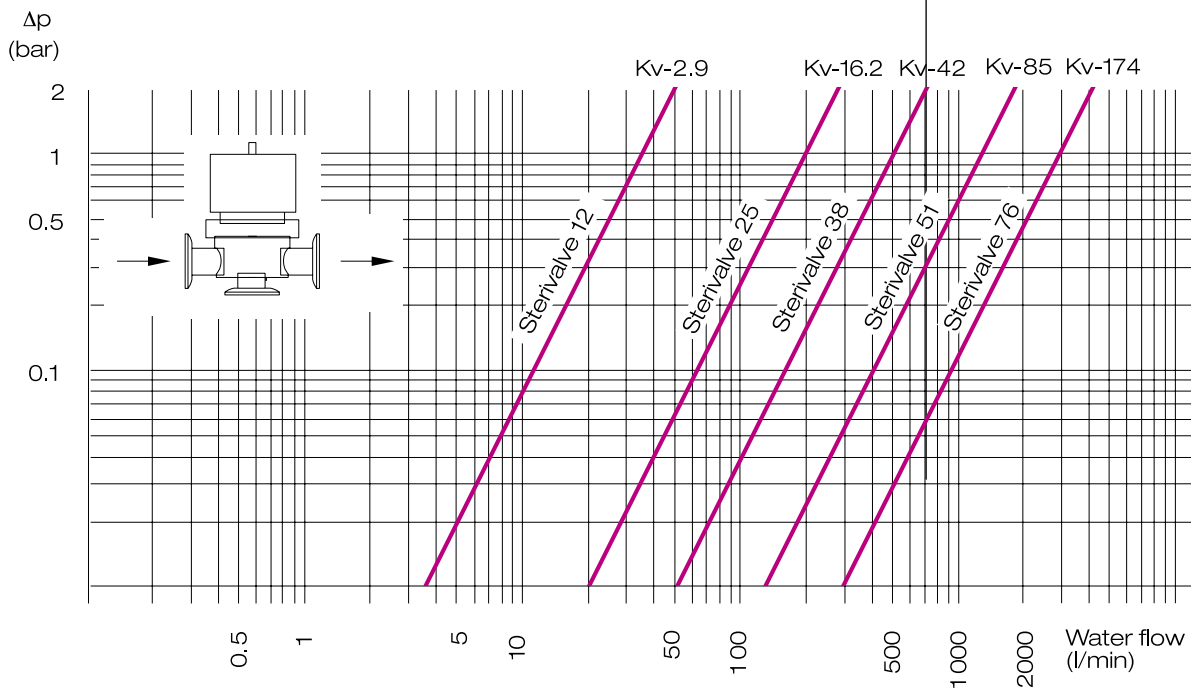 Δp
(bar)
Kv-2.9
Kv-16.2
Kv-42
Kv-85
Kv-174
2
1
0.5
0.1
Sterivalve 12
Sterivalve 25
Sterivalve 38
Sterivalve 51
Sterivalve 76
0.5
1
5
10
50
100
500
1000
2000
Water flow
(l/min)